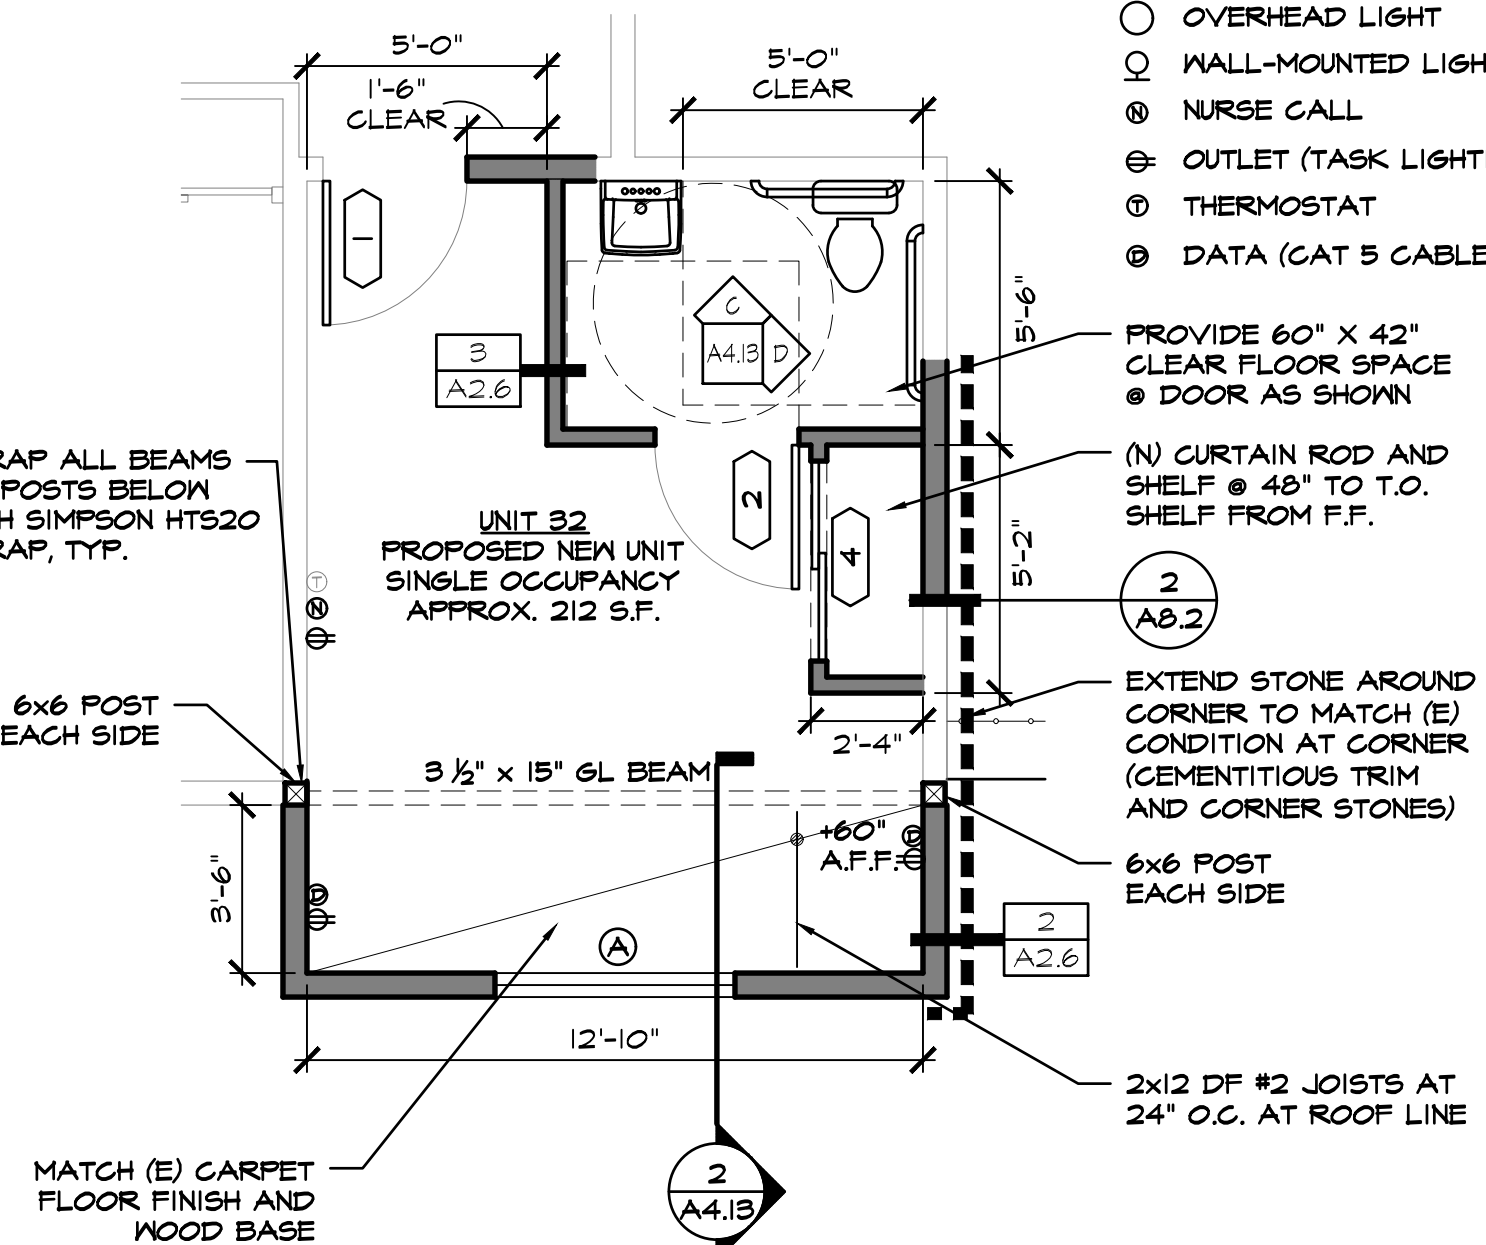 OVERHEAD LIGHT
WALL-MOUNTED LIGH
N NURSE CALL
OUTLET (TASK LIGHTI
T THERMOSTAT
D DATA (CAT 5 CABLE
5'-0"
1'-6"
CLEAR
5'-0"
CLEAR
1
C
A4.13 D
3
A2.6
5'-6"
PROVIDE 60" X 42"
CLEAR FLOOR SPACE
@ DOOR AS SHOWN
(N) CURTAIN ROD AND
SHELF @ 48" TO T.O.
SHELF FROM F.F.
RAP ALL BEAMS
POSTS BELOW
H SIMPSON HTS20
RAP, TYP.
UNIT 32
PROPOSED NEW UNIT
SINGLE OCCUPANCY
APPROX. 212 S.F.
2
4
5'-2"
T
N
2
A8.2
6x6 POST
EACH SIDE
EXTEND STONE AROUND
CORNER TO MATCH (E)
CONDITION AT CORNER
(CEMENTITIOUS TRIM
AND CORNER STONES)
2'-4"
3 ½" x 15" GL BEAM
+60"
A.F.F.
D
6x6 POST
EACH SIDE
3'-6"
D
A
2
A2.6
12'-10"
2x12 DF #2 JOISTS AT
24" O.C. AT ROOF LINE
MATCH (E) CARPET
FLOOR FINISH AND
WOOD BASE
2
A4.13